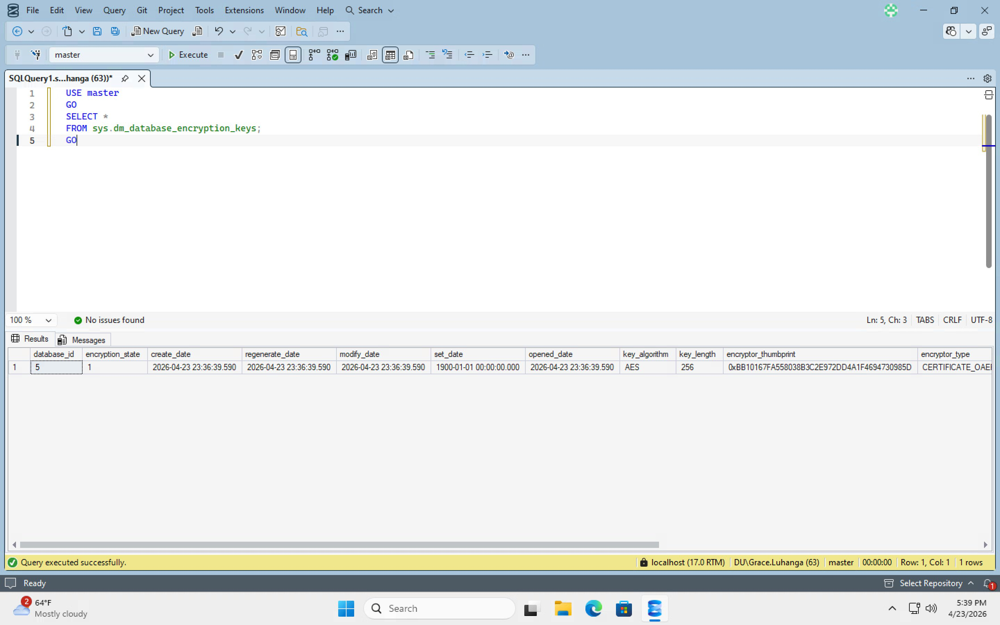 File Edit View Query Git Project Tools Extensions Window Help Search
New Query
master Execute
SQLQuery1.s...hanga (63))*
1 USE master
2 GO
3 SELECT *
4 FROM sys.dm_database_encryption_keys;
5 GO
100 % No issues found Ln: 5, Ch: 3 TABS CRLF UTF-8
Results Messages
database_id encryption_state create_date regenerate_date modify_date set_date opened_date key_algorithm key_length encryptor_thumbprint encryptor_type
1 5 1 2026-04-23 23:36:39.590 2026-04-23 23:36:39.590 2026-04-23 23:36:39.590 1900-01-01 00:00:00.000 2026-04-23 23:36:39.590 AES 256 0xBB10167FA558038B3C2E972DD4A1F4694730985D CERTIFICATE_OAE
Query executed successfully. localhost (17.0 RTM) DU\Grace.Luhanga (63) master 00:00:00 Row: 1, Col: 1 1 rows
Ready Select Repository 1
2 64°F
Mostly cloudy
Search
5:39 PM
4/23/2026